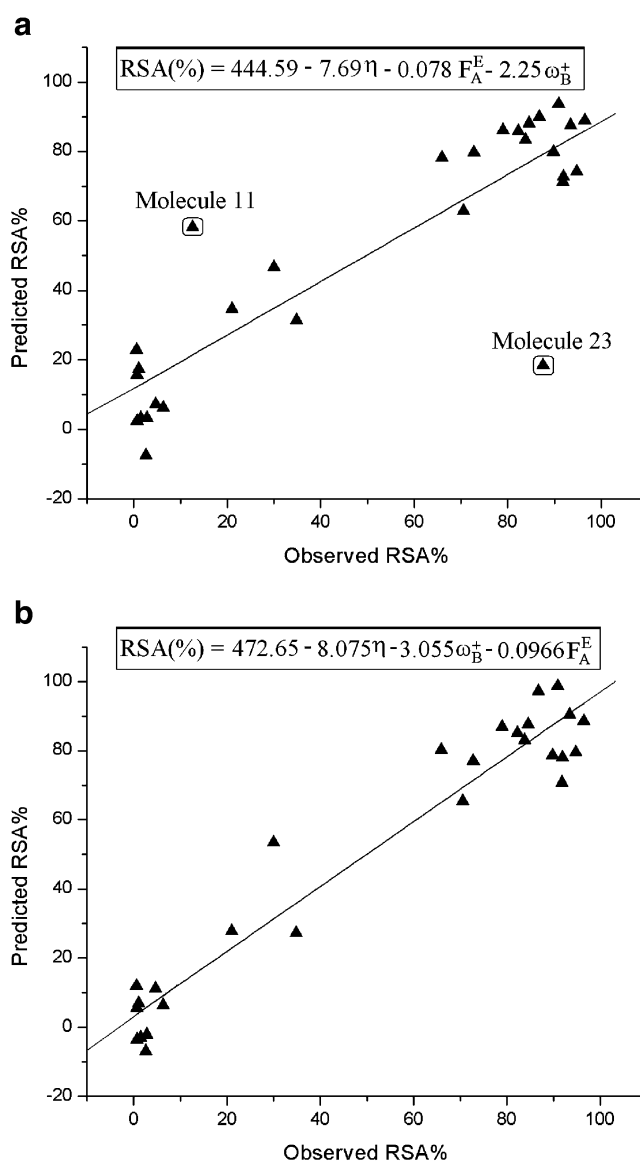 a
RSA(%) = 444.59 - 7.69η - 0.078 F_A^E - 2.25ω_B^+
120
100
80
60
40
20
0
-20
Predicted RSA%
Molecule 11
Molecule 23
0 20 40 60 80 100
Observed RSA%
b
RSA(%) = 472.65 - 8.075η - 3.055ω_B^+ - 0.0966F_A^E
100
80
60
40
20
0
-20
Predicted RSA%
0 20 40 60 80 100
Observed RSA%